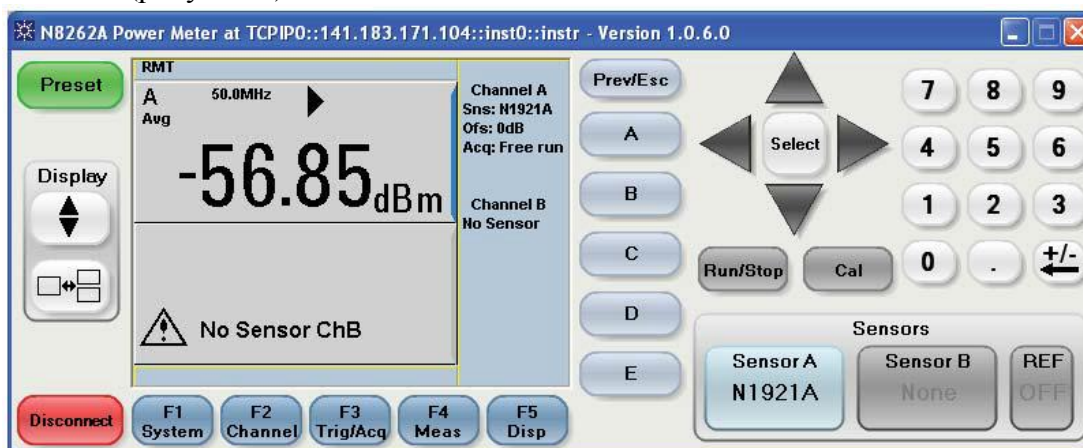 N8262A Power Meter at TCPIP0::141.183.171.104::inst0::instr - Version 1.0.6.0
Preset
Display
Disconnect
RMT
A
50.0MHz
Avg
-56.85dBm
No Sensor ChB
Channel A
Sns: N1921A
Ofs: 0dB
Acq: Free run
Channel B
No Sensor
F1
System
F2
Channel
F3
Trig/Acq
F4
Meas
F5
Disp
Prev/Esc
A
B
C
D
E
Select
Run/Stop
Cal
7 8 9
4 5 6
1 2 3
0 . +/-
Sensors
Sensor A
N1921A
Sensor B
None
REF
OFF